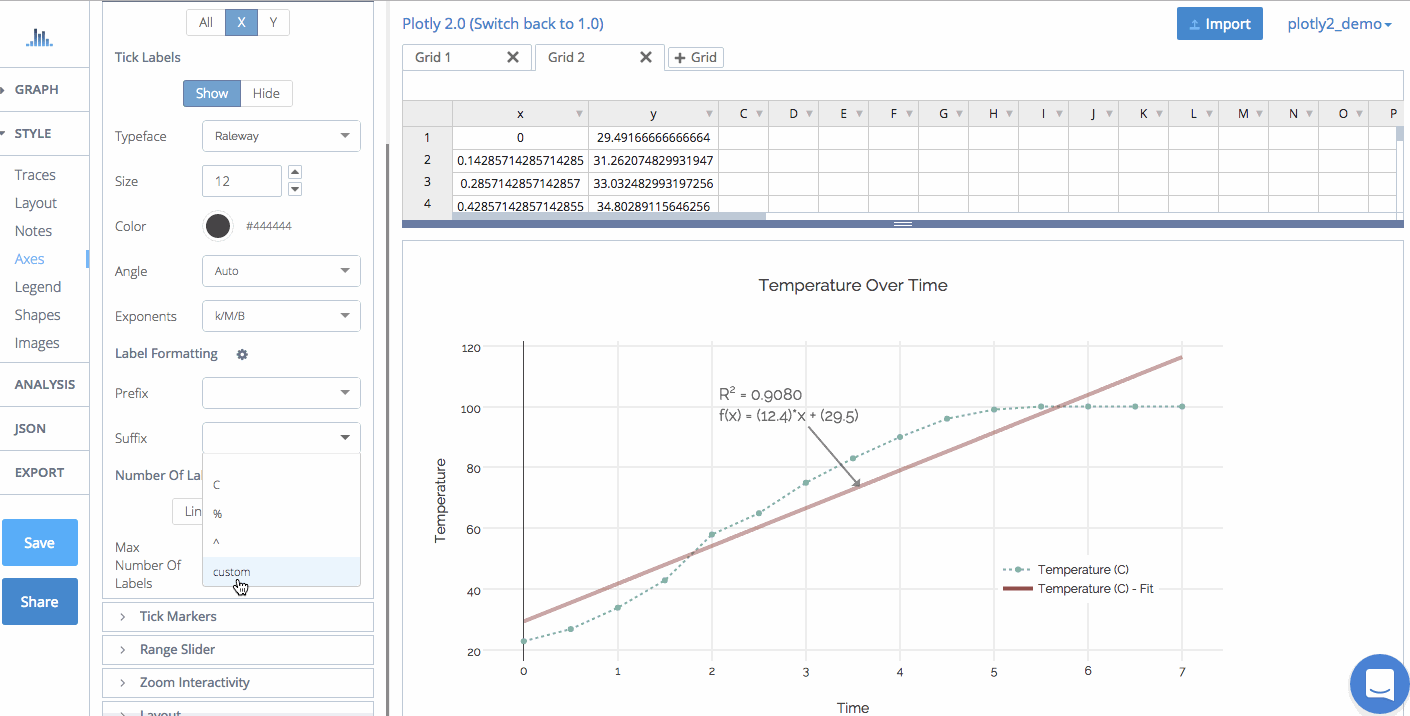 GRAPH
STYLE
Traces
Layout
Notes
Axes
Legend
Shapes
Images
ANALYSIS
JSON
EXPORT
Save
Share
All X Y
Tick Labels
Show Hide
Typeface Raleway
Size 12
Color #444444
Angle Auto
Exponents k/M/B
Label Formatting
Prefix
Suffix
C
%
^
custom
Number Of La
Lin
Max
Number Of
Labels
Tick Markers
Range Slider
Zoom Interactivity
Layout
Plotly 2.0 (Switch back to 1.0)
Import plotly2_demo
Grid 1 Grid 2 Grid
x y C D E F G H I J K L M N O P
1 0 29.49166666666664
2 0.14285714285714285 31.262074829931947
3 0.2857142857142857 33.032482993197256
4 0.42857142857142855 34.80289115646256
Temperature Over Time
R² = 0.9080
f(x) = (12.4)*x + (29.5)
120
100
80
60
40
20
Temperature
Temperature (C)
Temperature (C) - Fit
0 1 2 3 4 5 6 7
Time